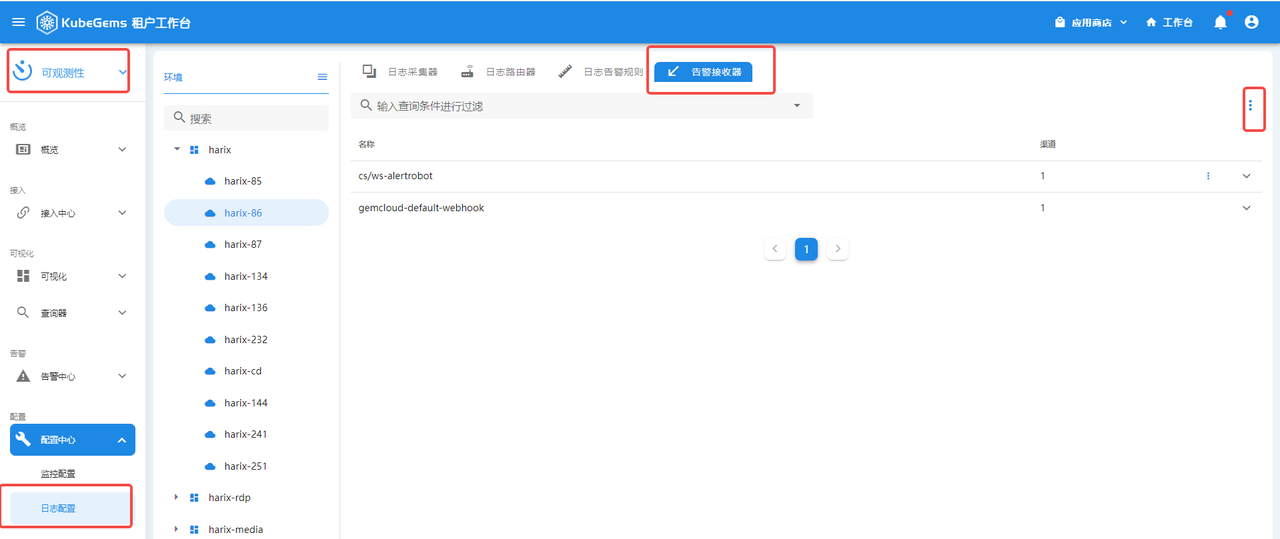 KubeGems 租户工作台
应用商店
工作台
可观测性
概览
概览
接入
接入中心
可视化
可视化
查询器
告警
告警中心
配置
配置中心
监控配置
日志配置
环境
搜索
harix
harix-85
harix-86
harix-87
harix-134
harix-136
harix-232
harix-cd
harix-144
harix-241
harix-251
harix-rdp
harix-media
日志采集器
日志路由器
日志告警规则
告警接收器
输入查询条件进行过滤
名称 渠道
cs/ws-alertrobot 1
gemcloud-default-webhook 1
1